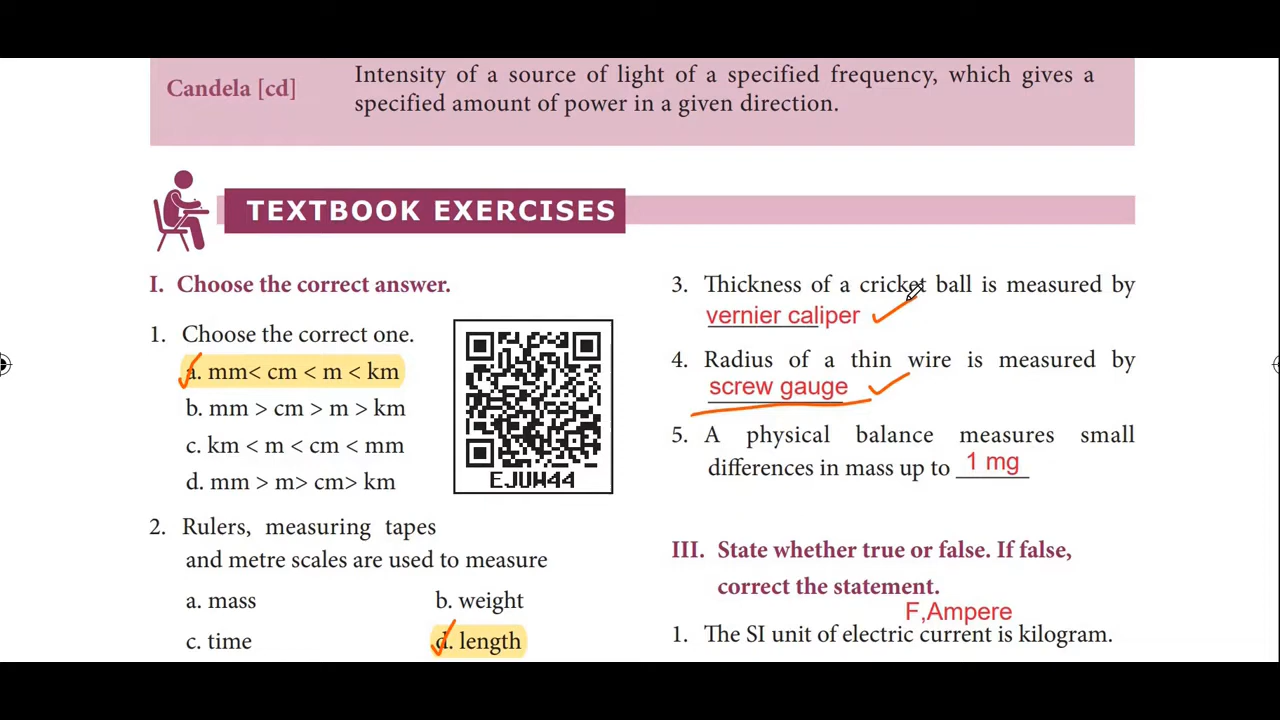 Candela [cd]
Intensity of a source of light of a specified frequency, which gives a
specified amount of power in a given direction.
TEXTBOOK EXERCISES
I. Choose the correct answer.
1. Choose the correct one.
a. mm< cm < m < km
b. mm > cm > m > km
c. km < m < cm < mm
d. mm > m> cm> km
EJUW44
2. Rulers, measuring tapes
and metre scales are used to measure
a. mass
b. weight
c. time
d. length
3. Thickness of a cricket ball is measured by
vernier caliper
4. Radius of a thin wire is measured by
screw gauge
5. A physical balance measures small
differences in mass up to 1 mg
III. State whether true or false. If false,
correct the statement.
F,Ampere
1. The SI unit of electric current is kilogram.